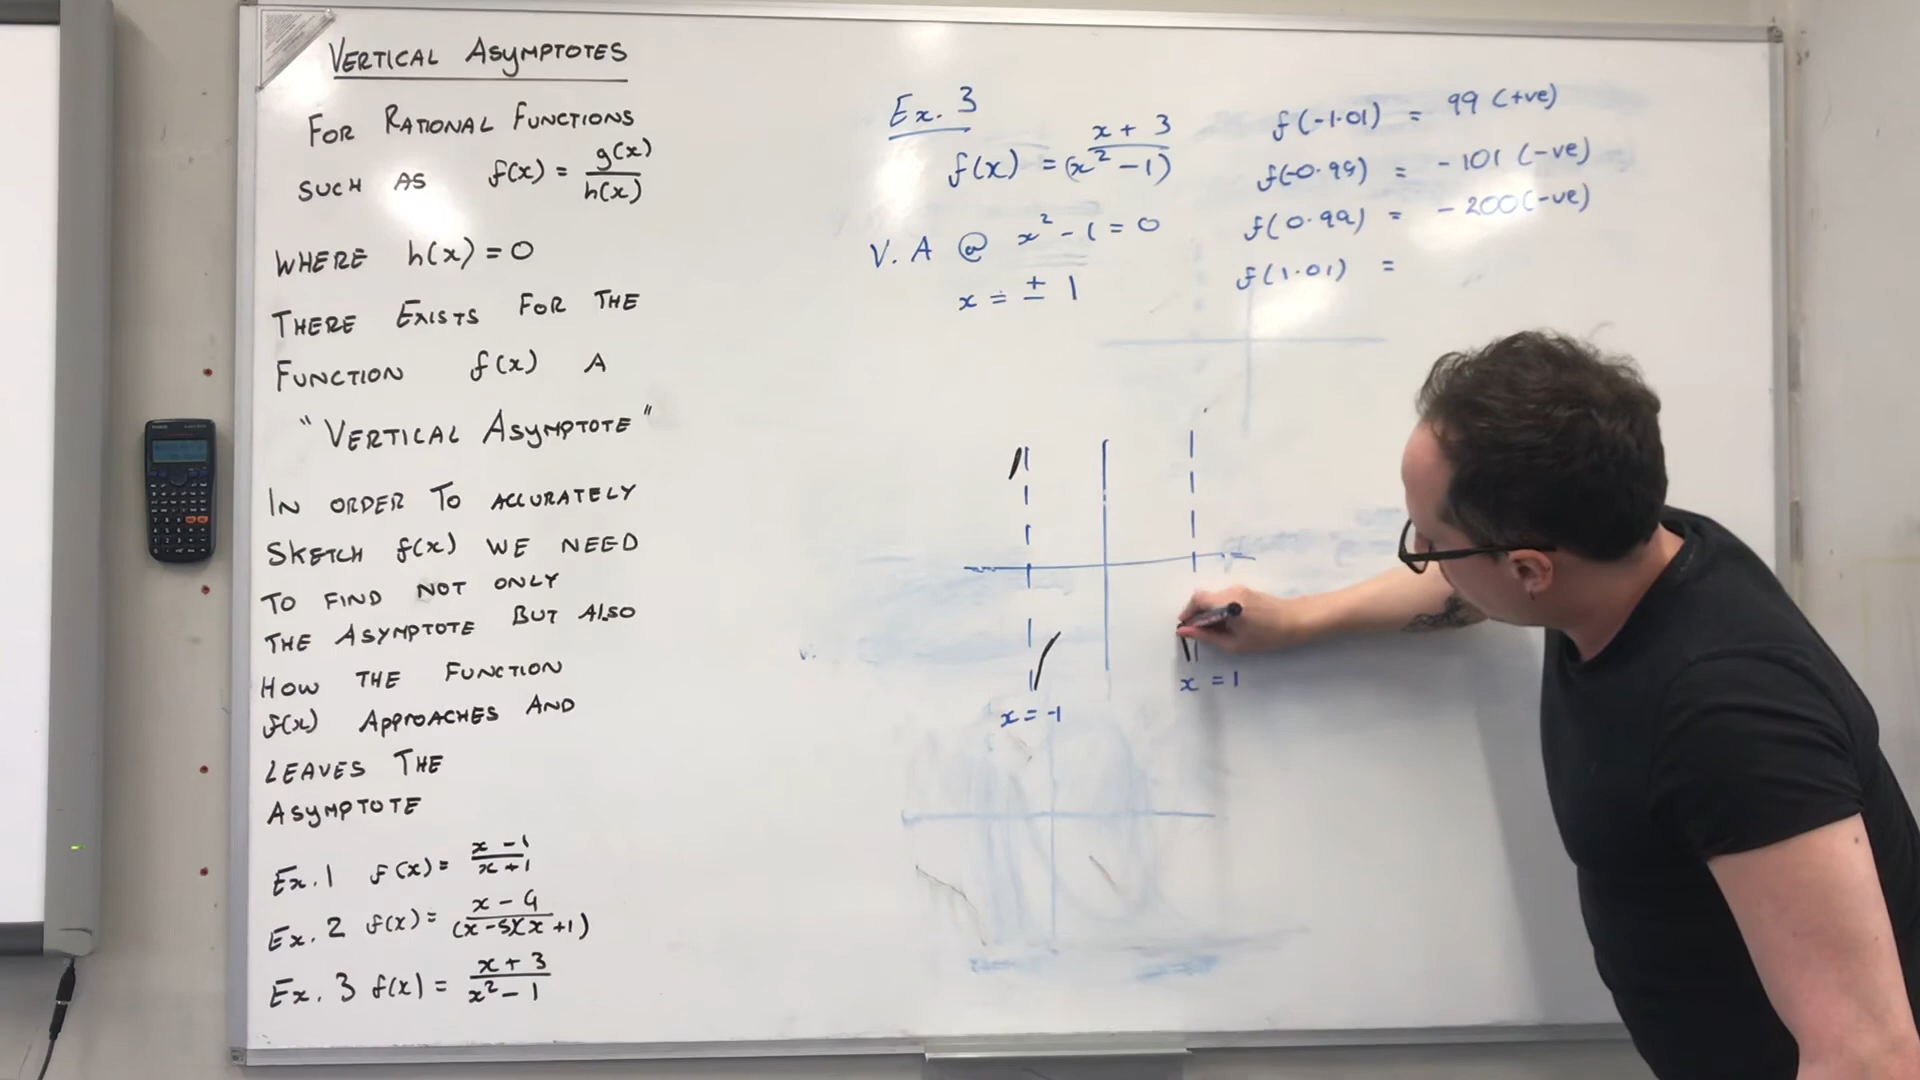 VERTICAL ASYMPTOTES
FOR RATIONAL FUNCTIONS
SUCH AS f(x) = g(x)/h(x)
WHERE h(x) = 0
THERE EXISTS FOR THE
FUNCTION f(x) A
"VERTICAL ASYMPTOTE"
IN ORDER TO ACCURATELY
SKETCH f(x) WE NEED
TO FIND NOT ONLY
THE ASYMPTOTE BUT ALSO
HOW THE FUNCTION
f(x) APPROACHES AND
LEAVES THE
ASYMPTOTE
Ex. 1 f(x) = x - 1 / x + 1
Ex. 2 f(x) = x - 4 / (x - 5)(x + 1)
Ex. 3 f(x) = x + 3 / x² - 1
Ex. 3
f(x) = x + 3 / (x² - 1)
V. A @ x² - 1 = 0
x = ± 1
f(-1.01) = 99 (+ve)
f(-0.99) = -101 (-ve)
f(0.99) = -200 (-ve)
f(1.01) =
x = -1
x = 1